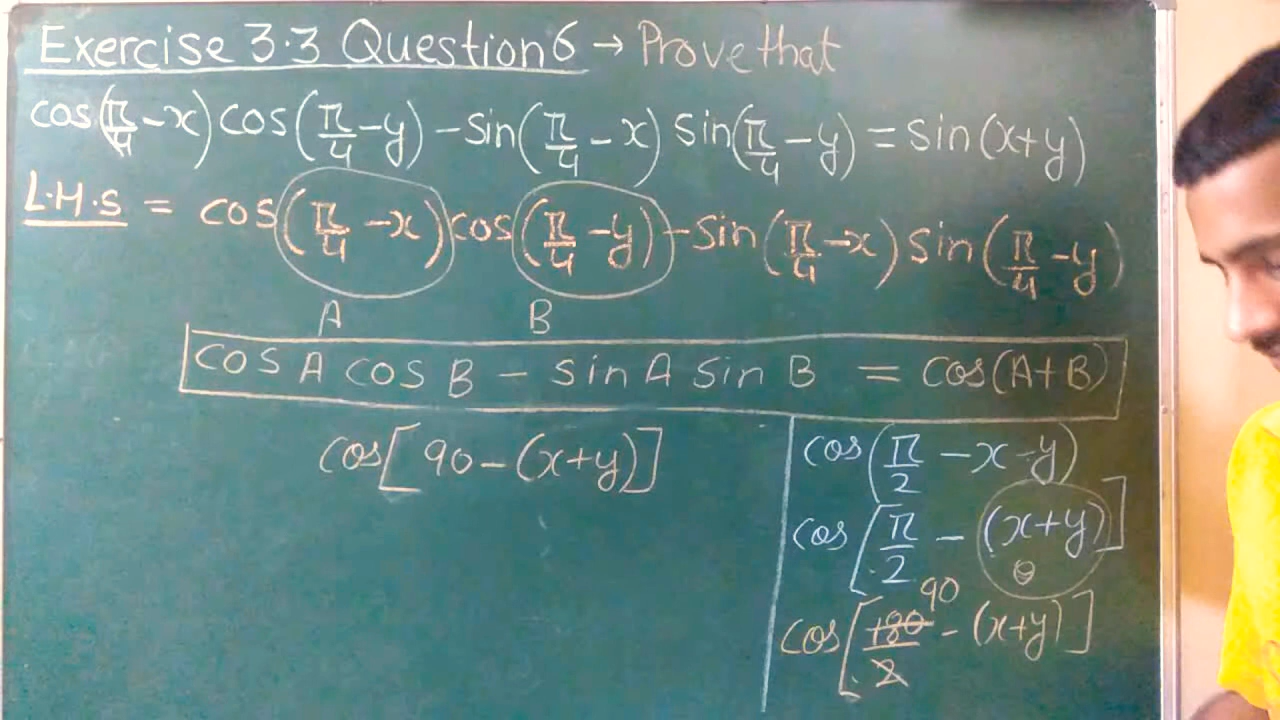 Exercise 3.3 Question 6 → Prove that
cos(π/4 - x) cos(π/4 - y) - sin(π/4 - x) sin(π/4 - y) = sin(x+y)
L.H.S = cos(π/4 - x) cos(π/4 - y) - sin(π/4 - x) sin(π/4 - y)
A B
cos A cos B - sin A sin B = cos(A+B)
cos[90 - (x+y)]
cos(π/2 - x - y)
cos[π/2 - (x+y)]
θ
90
cos[180/2 - (x+y)]